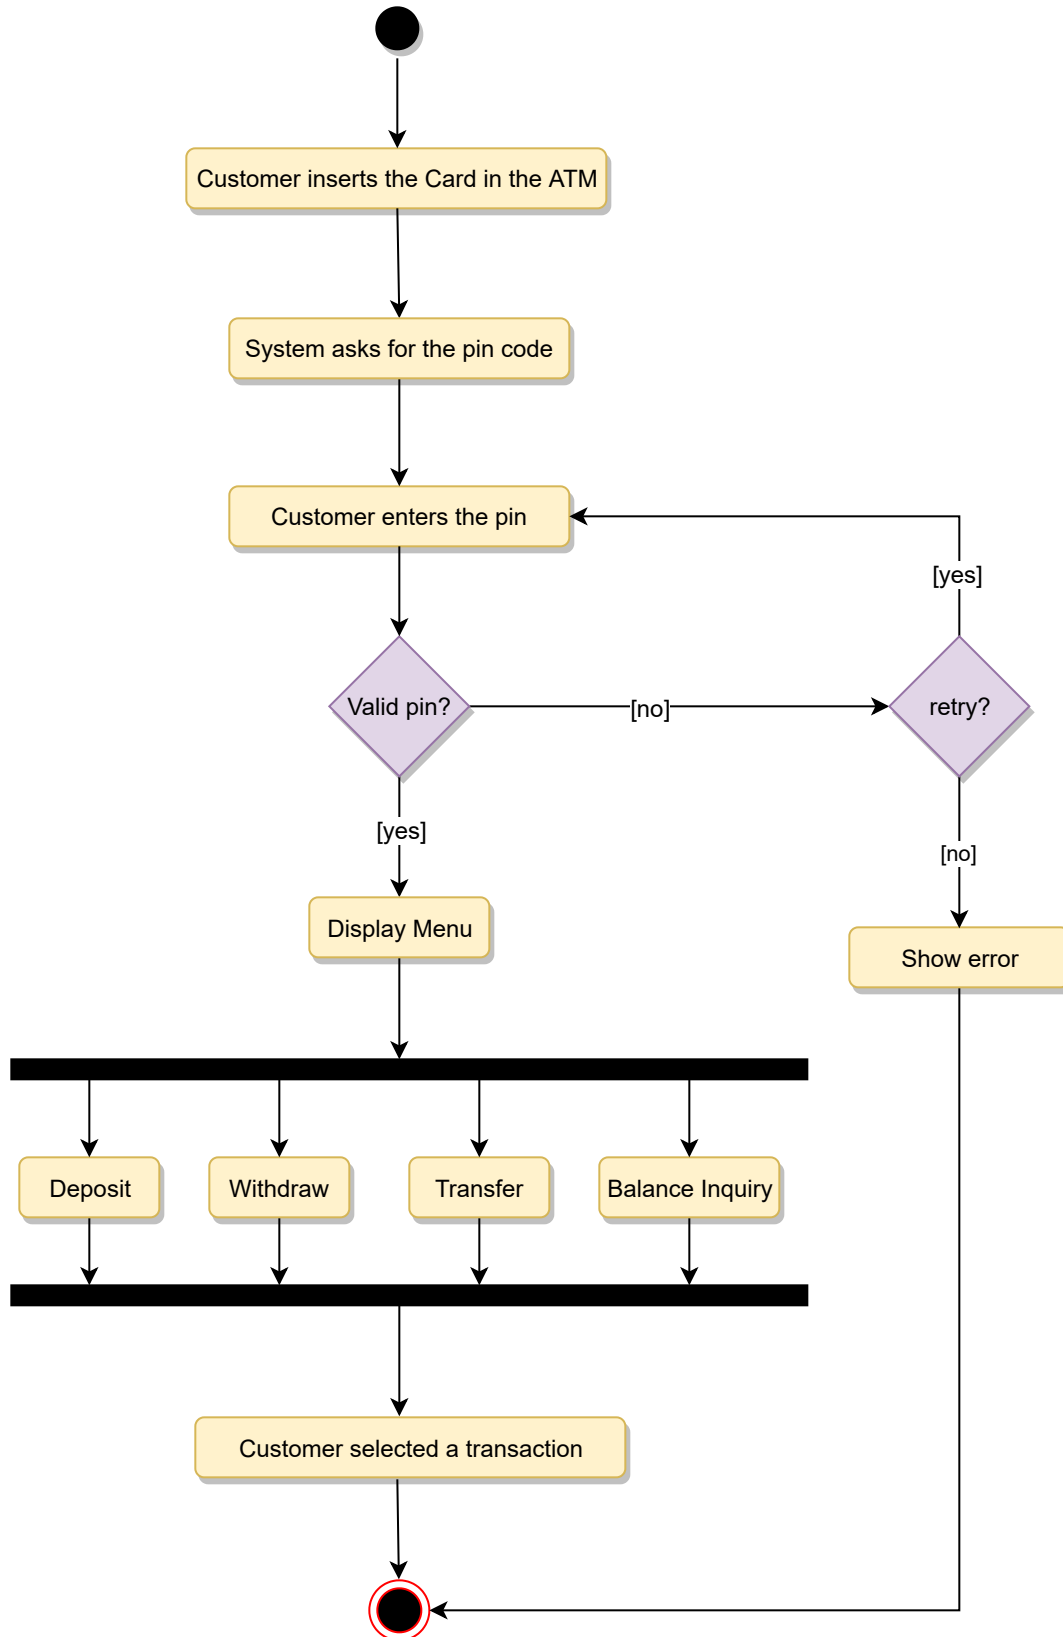 Customer inserts the Card in the ATM
System asks for the pin code
Customer enters the pin
[yes]
Valid pin?
[no]
retry?
[yes]
[no]
Display Menu
Show error
Deposit
Withdraw
Transfer
Balance Inquiry
Customer selected a transaction